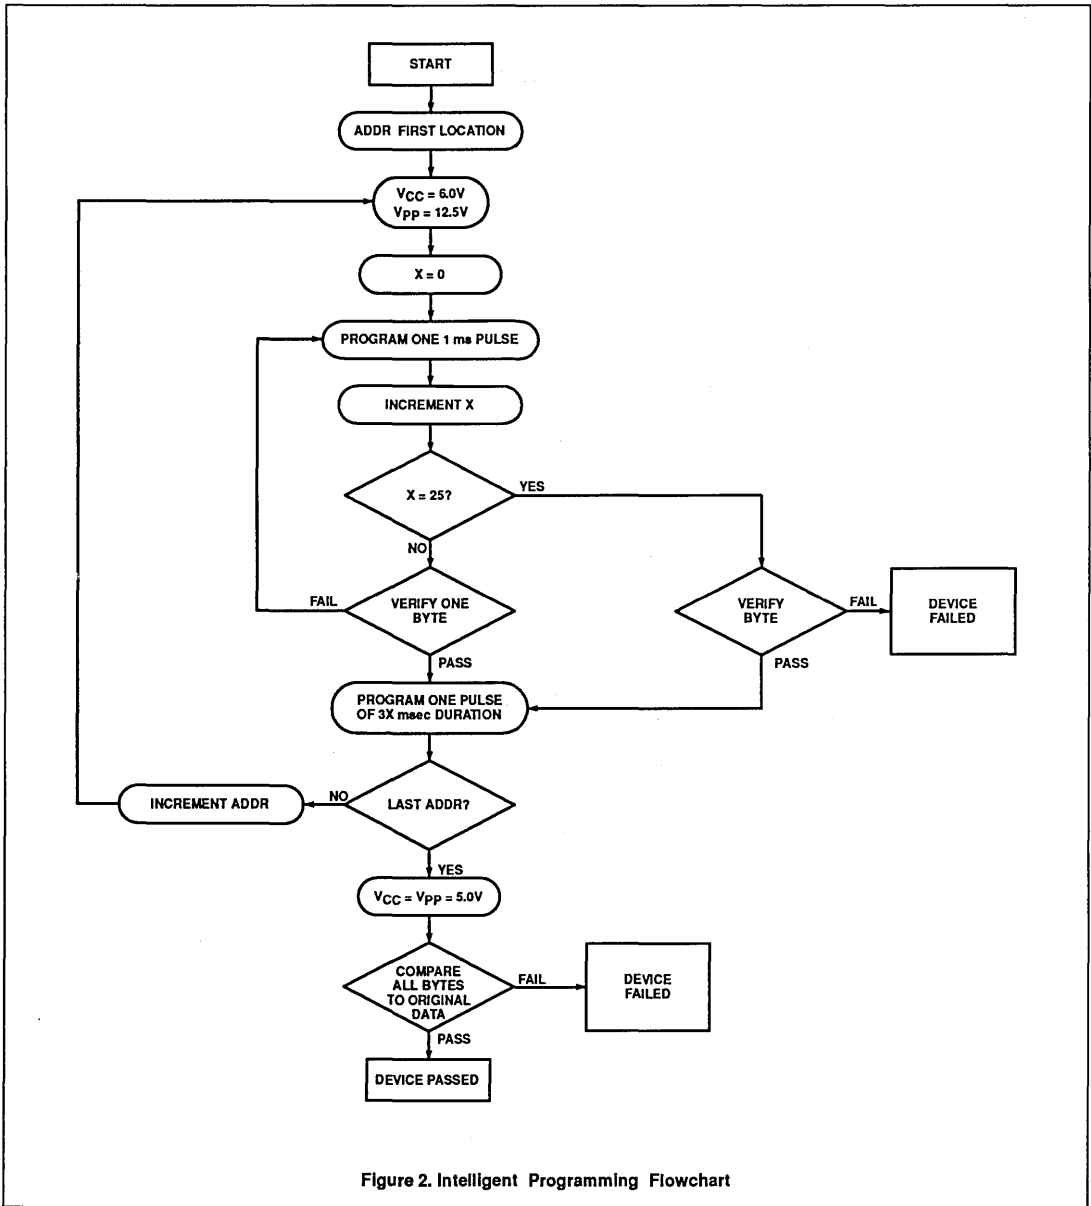 START
ADDR FIRST LOCATION
VCC = 6.0V
VPP = 12.5V
X = 0
PROGRAM ONE 1 ms PULSE
INCREMENT X
X = 25?
YES
NO
VERIFY ONE
BYTE
FAIL
PASS
VERIFY
BYTE
FAIL
PASS
DEVICE
FAILED
PROGRAM ONE PULSE
OF 3X msec DURATION
LAST ADDR?
NO
INCREMENT ADDR
YES
VCC = VPP = 5.0V
COMPARE
ALL BYTES
TO ORIGINAL
DATA
FAIL
DEVICE
FAILED
PASS
DEVICE PASSED
Figure 2. Intelligent Programming Flowchart